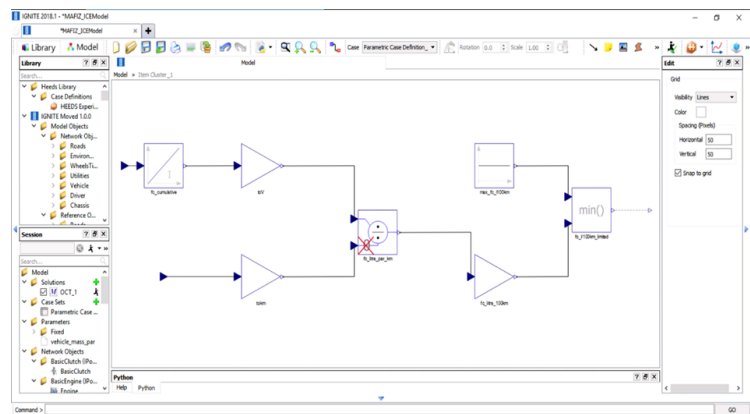 IGNITE 2018.1 - *MAFIZ_ICEModel
*MAFIZ_ICEModel
Library
Model
Case
Parametric Case Definition_
Rotation
0.0
Scale
1.00
Library
Search...
Heeds Library
Case Definitions
HEEDS Experi...
IGNITE Moved 1.0.0
Model Objects
Network Obj...
Roads
Environ...
WheelsTi...
Utilities
Vehicle
Driver
Chassis
Reference O...
Session
Search...
Model
Solutions
OCT_1
Case Sets
Parametric Case ...
Parameters
Fixed
vehicle_mass_par
Network Objects
BasicClutch (IPo...
BasicClutch
BasicEngine (IPo...
Engine
Model
Model » Item Cluster_1
fc_cumulative
tokm
fc_litre_per_km
max_fc_l100km
fc_litre_100km
min()
fc_l100km_limited
Python
Help
Python
Edit
Grid
Visibility
Lines
Color
Spacing (Pixels)
Horizontal
50
Vertical
50
Snap to grid
Command >
GO